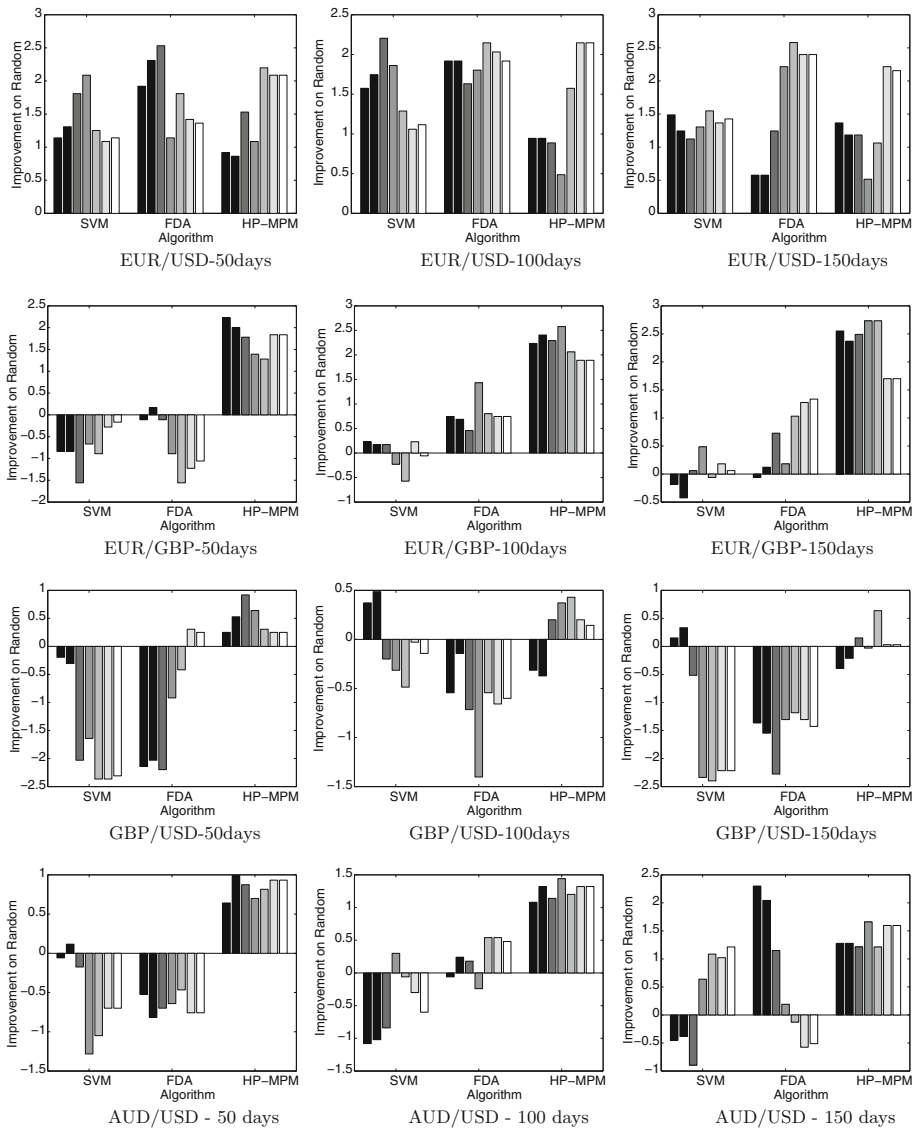 3
2.5
2
1.5
1
0.5
0
Improvement on Random
SVM FDA HP−MPM
Algorithm
EUR/USD-50days
2.5
2
1.5
1
0.5
0
Improvement on Random
SVM FDA HP−MPM
Algorithm
EUR/USD-100days
3
2.5
2
1.5
1
0.5
0
Improvement on Random
SVM FDA HP−MPM
Algorithm
EUR/USD-150days
2.5
2
1.5
1
0.5
0
−0.5
−1
−1.5
−2
Improvement on Random
SVM FDA HP−MPM
Algorithm
EUR/GBP-50days
3
2.5
2
1.5
1
0.5
0
−0.5
−1
Improvement on Random
SVM FDA HP−MPM
Algorithm
EUR/GBP-100days
3
2.5
2
1.5
1
0.5
0
−0.5
Improvement on Random
SVM FDA HP−MPM
Algorithm
EUR/GBP-150days
1
0.5
0
−0.5
−1
−1.5
−2
−2.5
Improvement on Random
SVM FDA HP−MPM
Algorithm
GBP/USD-50days
0.5
0
−0.5
−1
−1.5
Improvement on Random
SVM FDA HP−MPM
Algorithm
GBP/USD-100days
1
0.5
0
−0.5
−1
−1.5
−2
−2.5
Improvement on Random
SVM FDA HP−MPM
Algorithm
GBP/USD-150days
1
0.5
0
−0.5
−1
−1.5
Improvement on Random
SVM FDA HP−MPM
Algorithm
AUD/USD - 50 days
1.5
1
0.5
0
−0.5
−1
−1.5
Improvement on Random
SVM FDA HP−MPM
Algorithm
AUD/USD - 100 days
2.5
2
1.5
1
0.5
0
−0.5
−1
Improvement on Random
SVM FDA HP−MPM
Algorithm
AUD/USD - 150 days